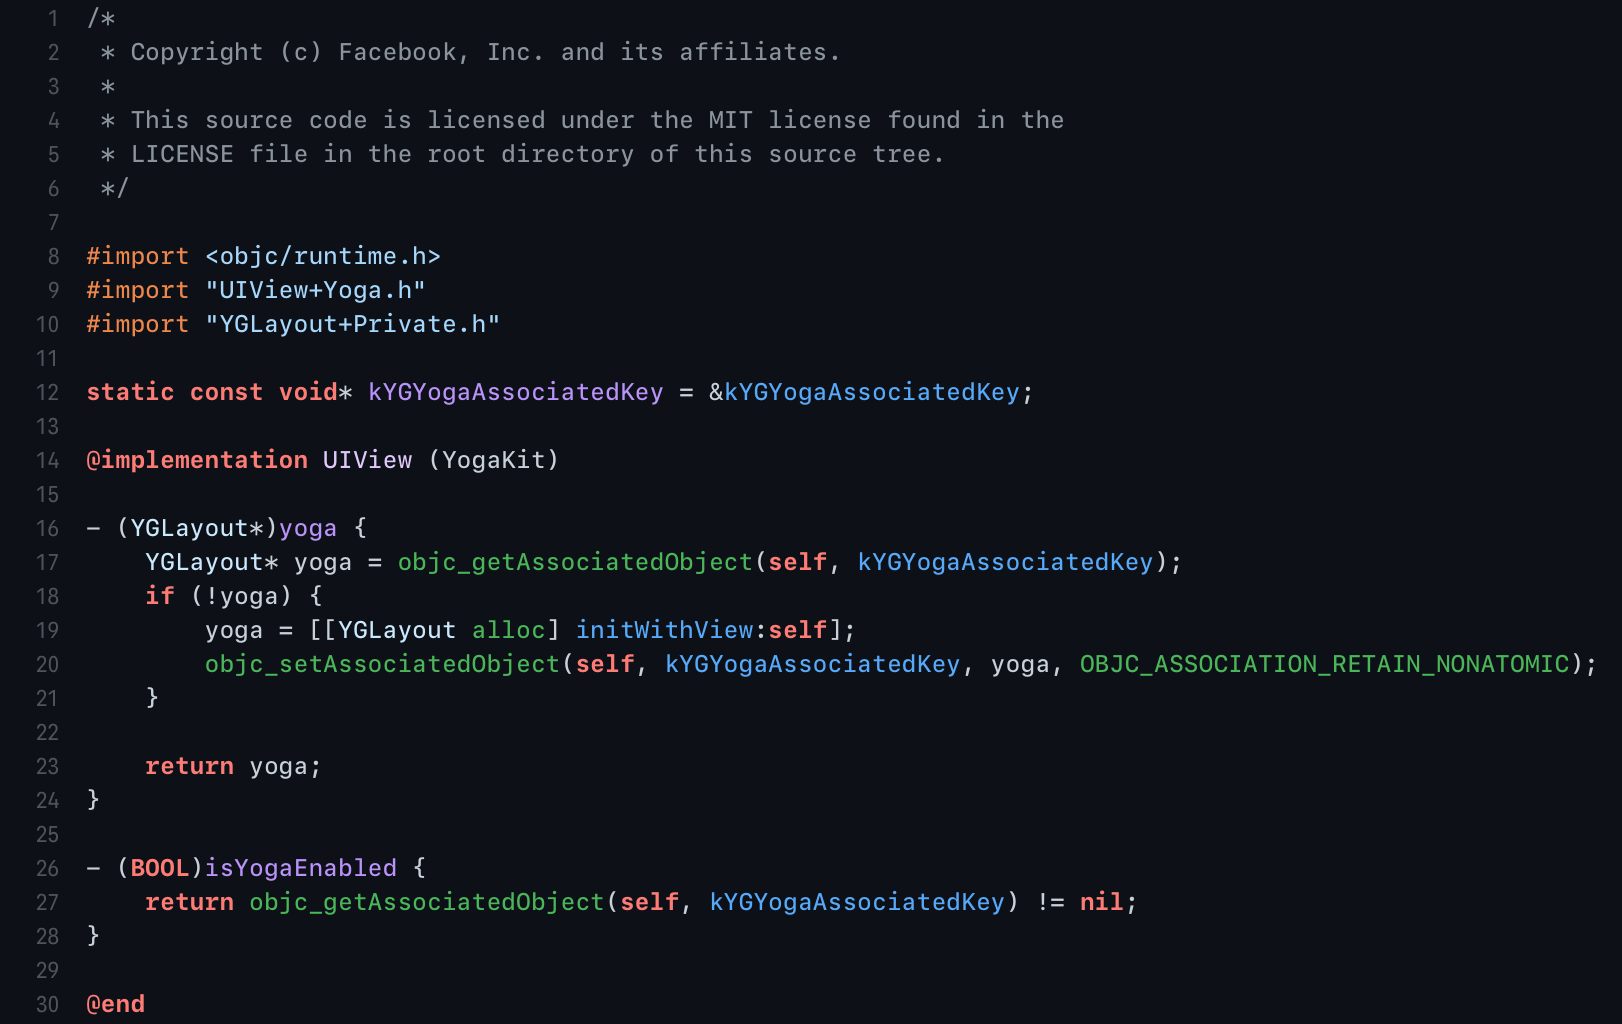 1 /*
2  * Copyright (c) Facebook, Inc. and its affiliates.
3  *
4  * This source code is licensed under the MIT license found in the
5  * LICENSE file in the root directory of this source tree.
6  */
7
8 #import <objc/runtime.h>
9 #import "UIView+Yoga.h"
10 #import "YGLayout+Private.h"
11
12 static const void* kYGYogaAssociatedKey = &kYGYogaAssociatedKey;
13
14 @implementation UIView (YogaKit)
15
16 - (YGLayout*)yoga {
17     YGLayout* yoga = objc_getAssociatedObject(self, kYGYogaAssociatedKey);
18     if (!yoga) {
19         yoga = [[YGLayout alloc] initWithView:self];
20         objc_setAssociatedObject(self, kYGYogaAssociatedKey, yoga, OBJC_ASSOCIATION_RETAIN_NONATOMIC);
21     }
22
23     return yoga;
24 }
25
26 - (BOOL)isYogaEnabled {
27     return objc_getAssociatedObject(self, kYGYogaAssociatedKey) != nil;
28 }
29
30 @end